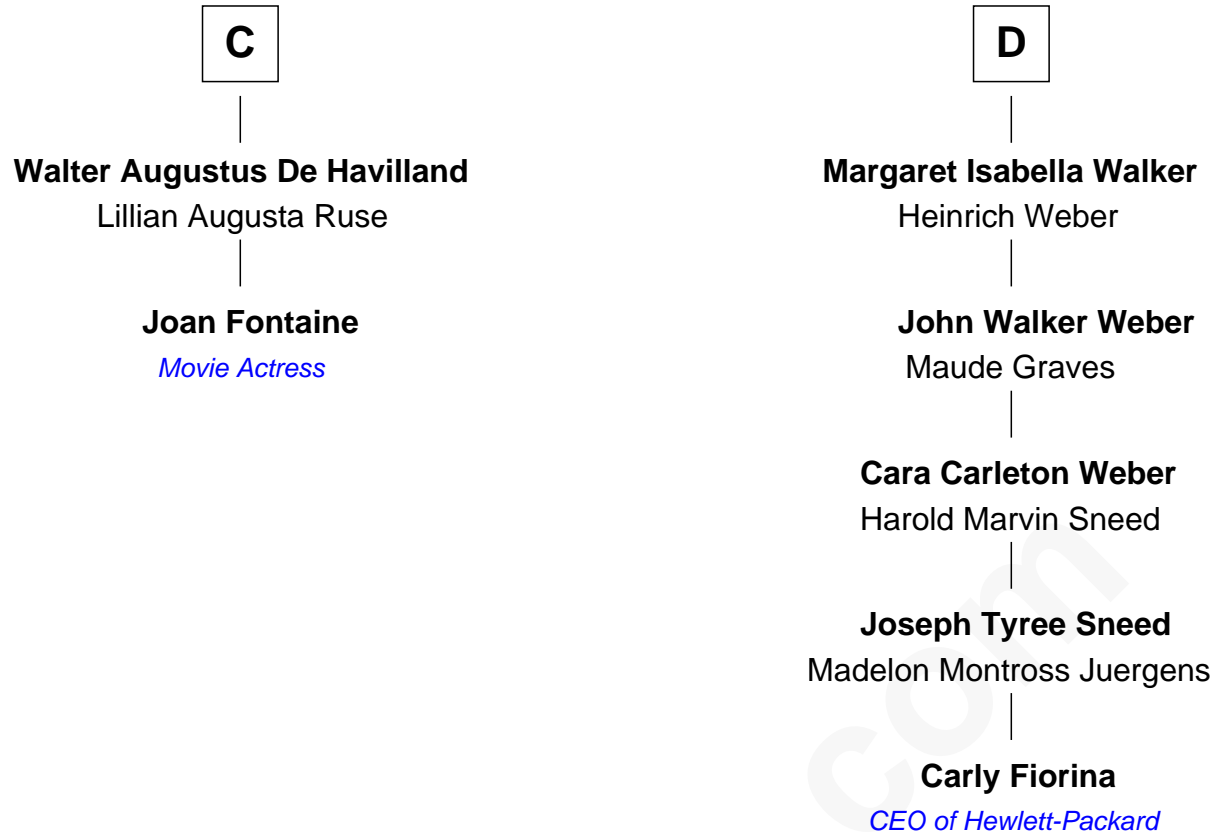 C
Walter Augustus De Havilland
Lillian Augusta Ruse
Joan Fontaine
Movie Actress
D
Margaret Isabella Walker
Heinrich Weber
John Walker Weber
Maude Graves
Cara Carleton Weber
Harold Marvin Sneed
Joseph Tyree Sneed
Madelon Montross Juergens
Carly Fiorina
CEO of Hewlett-Packard
com